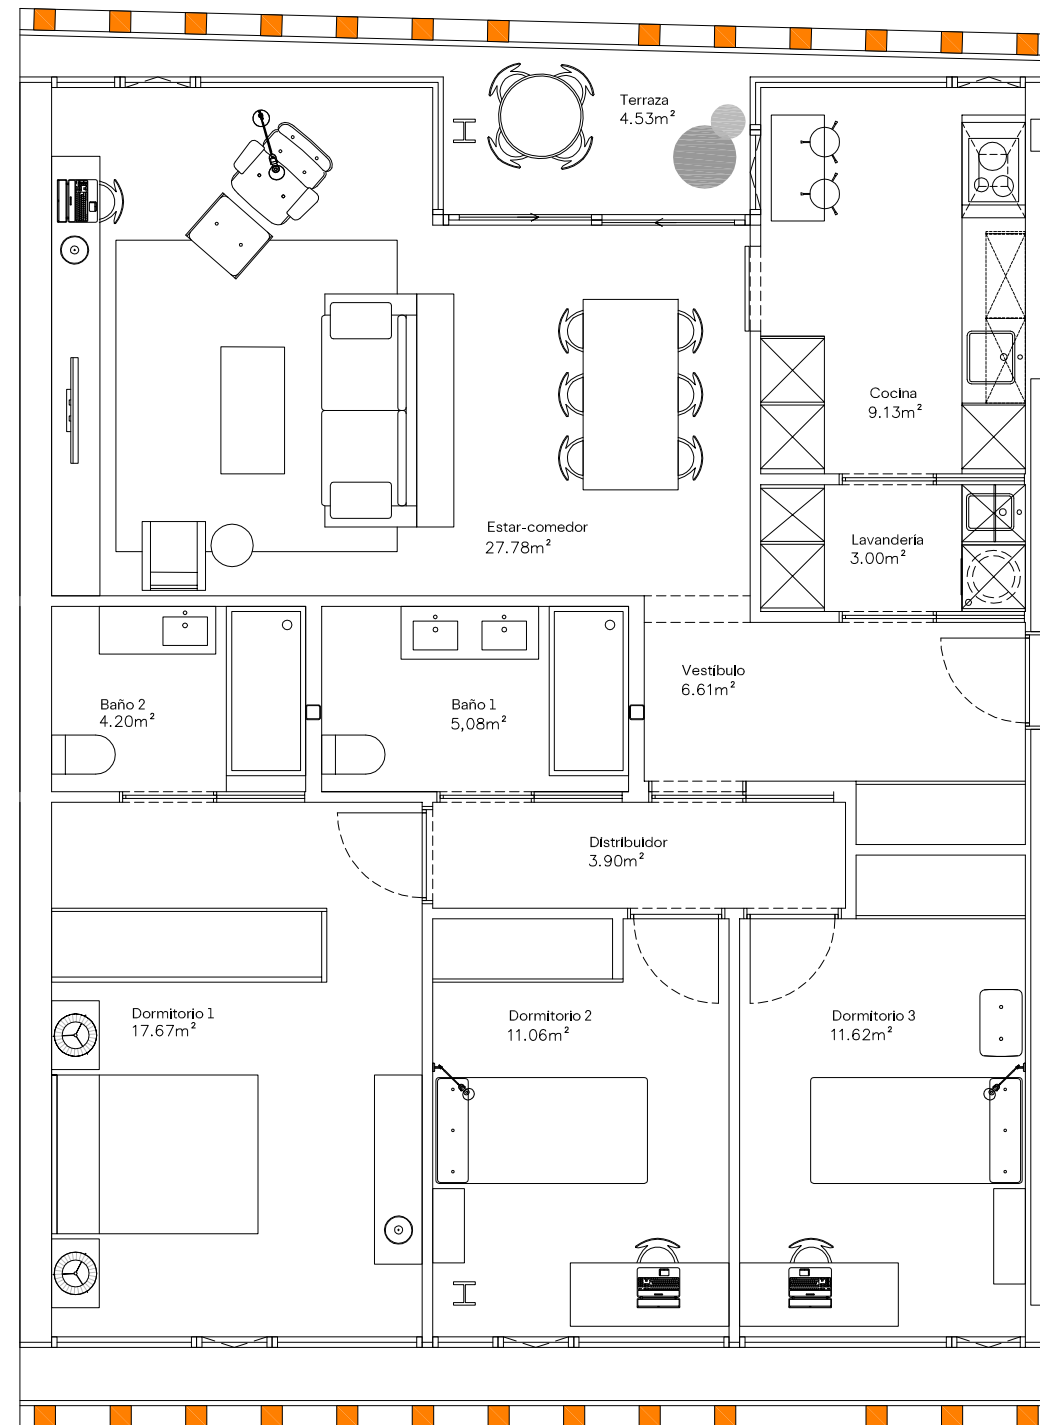 Terraza
4.53m²
Cocina
9.13m²
Estar-comedor
27.78m²
Lavandería
3.00m²
Vestíbulo
6.61m²
Baño 2
4.20m²
Baño 1
5,08m²
Distribuidor
3.90m²
Dormitorio 1
17.67m²
Dormitorio 2
11.06m²
Dormitorio 3
11.62m²